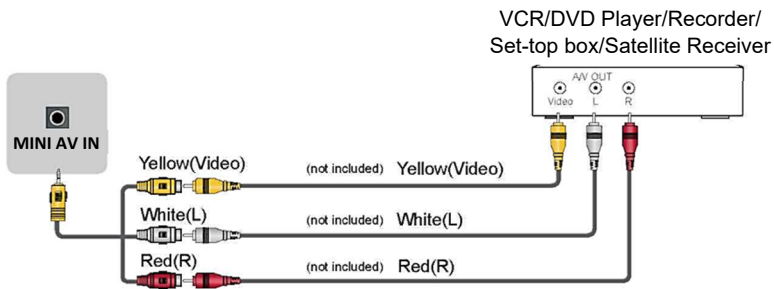 VCR/DVD Player/Recorder/
Set-top box/Satellite Receiver
A/V OUT
Video L R
MINI AV IN
Yellow(Video) (not included) Yellow(Video)
White(L) (not included) White(L)
Red(R) (not included) Red(R)